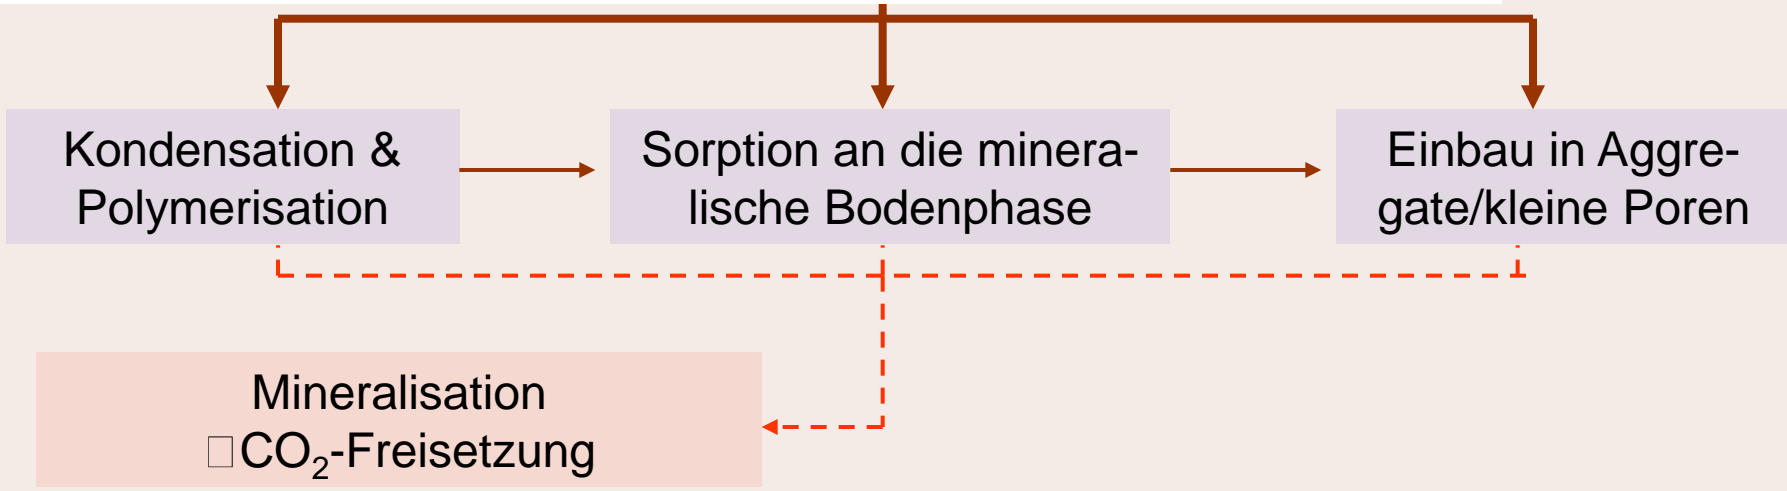 Kondensation &
Polymerisation
Sorption an die minera-
lische Bodenphase
Einbau in Aggre-
gate/kleine Poren
Mineralisation
□CO₂-Freisetzung